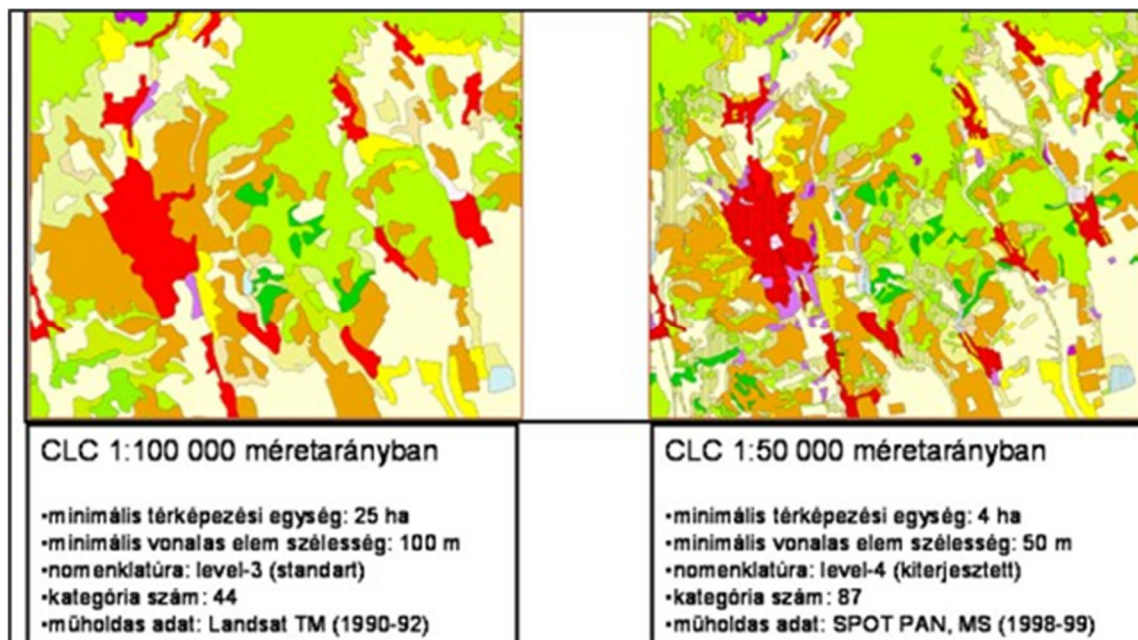 CLC 1:100 000 méretarányban
•minimális térképezési egység: 25 ha
•minimális vonalas elem szélesség: 100 m
•nomenklatúra: level-3 (standart)
•kategória szám: 44
•műholdas adat: Landsat TM (1990-92)
CLC 1:50 000 méretarányban
•minimális térképezési egység: 4 ha
•minimális vonalas elem szélesség: 50 m
•nomenklatúra: level-4 (kiterjesztett)
•kategória szám: 87
•műholdas adat: SPOT PAN, MS (1998-99)